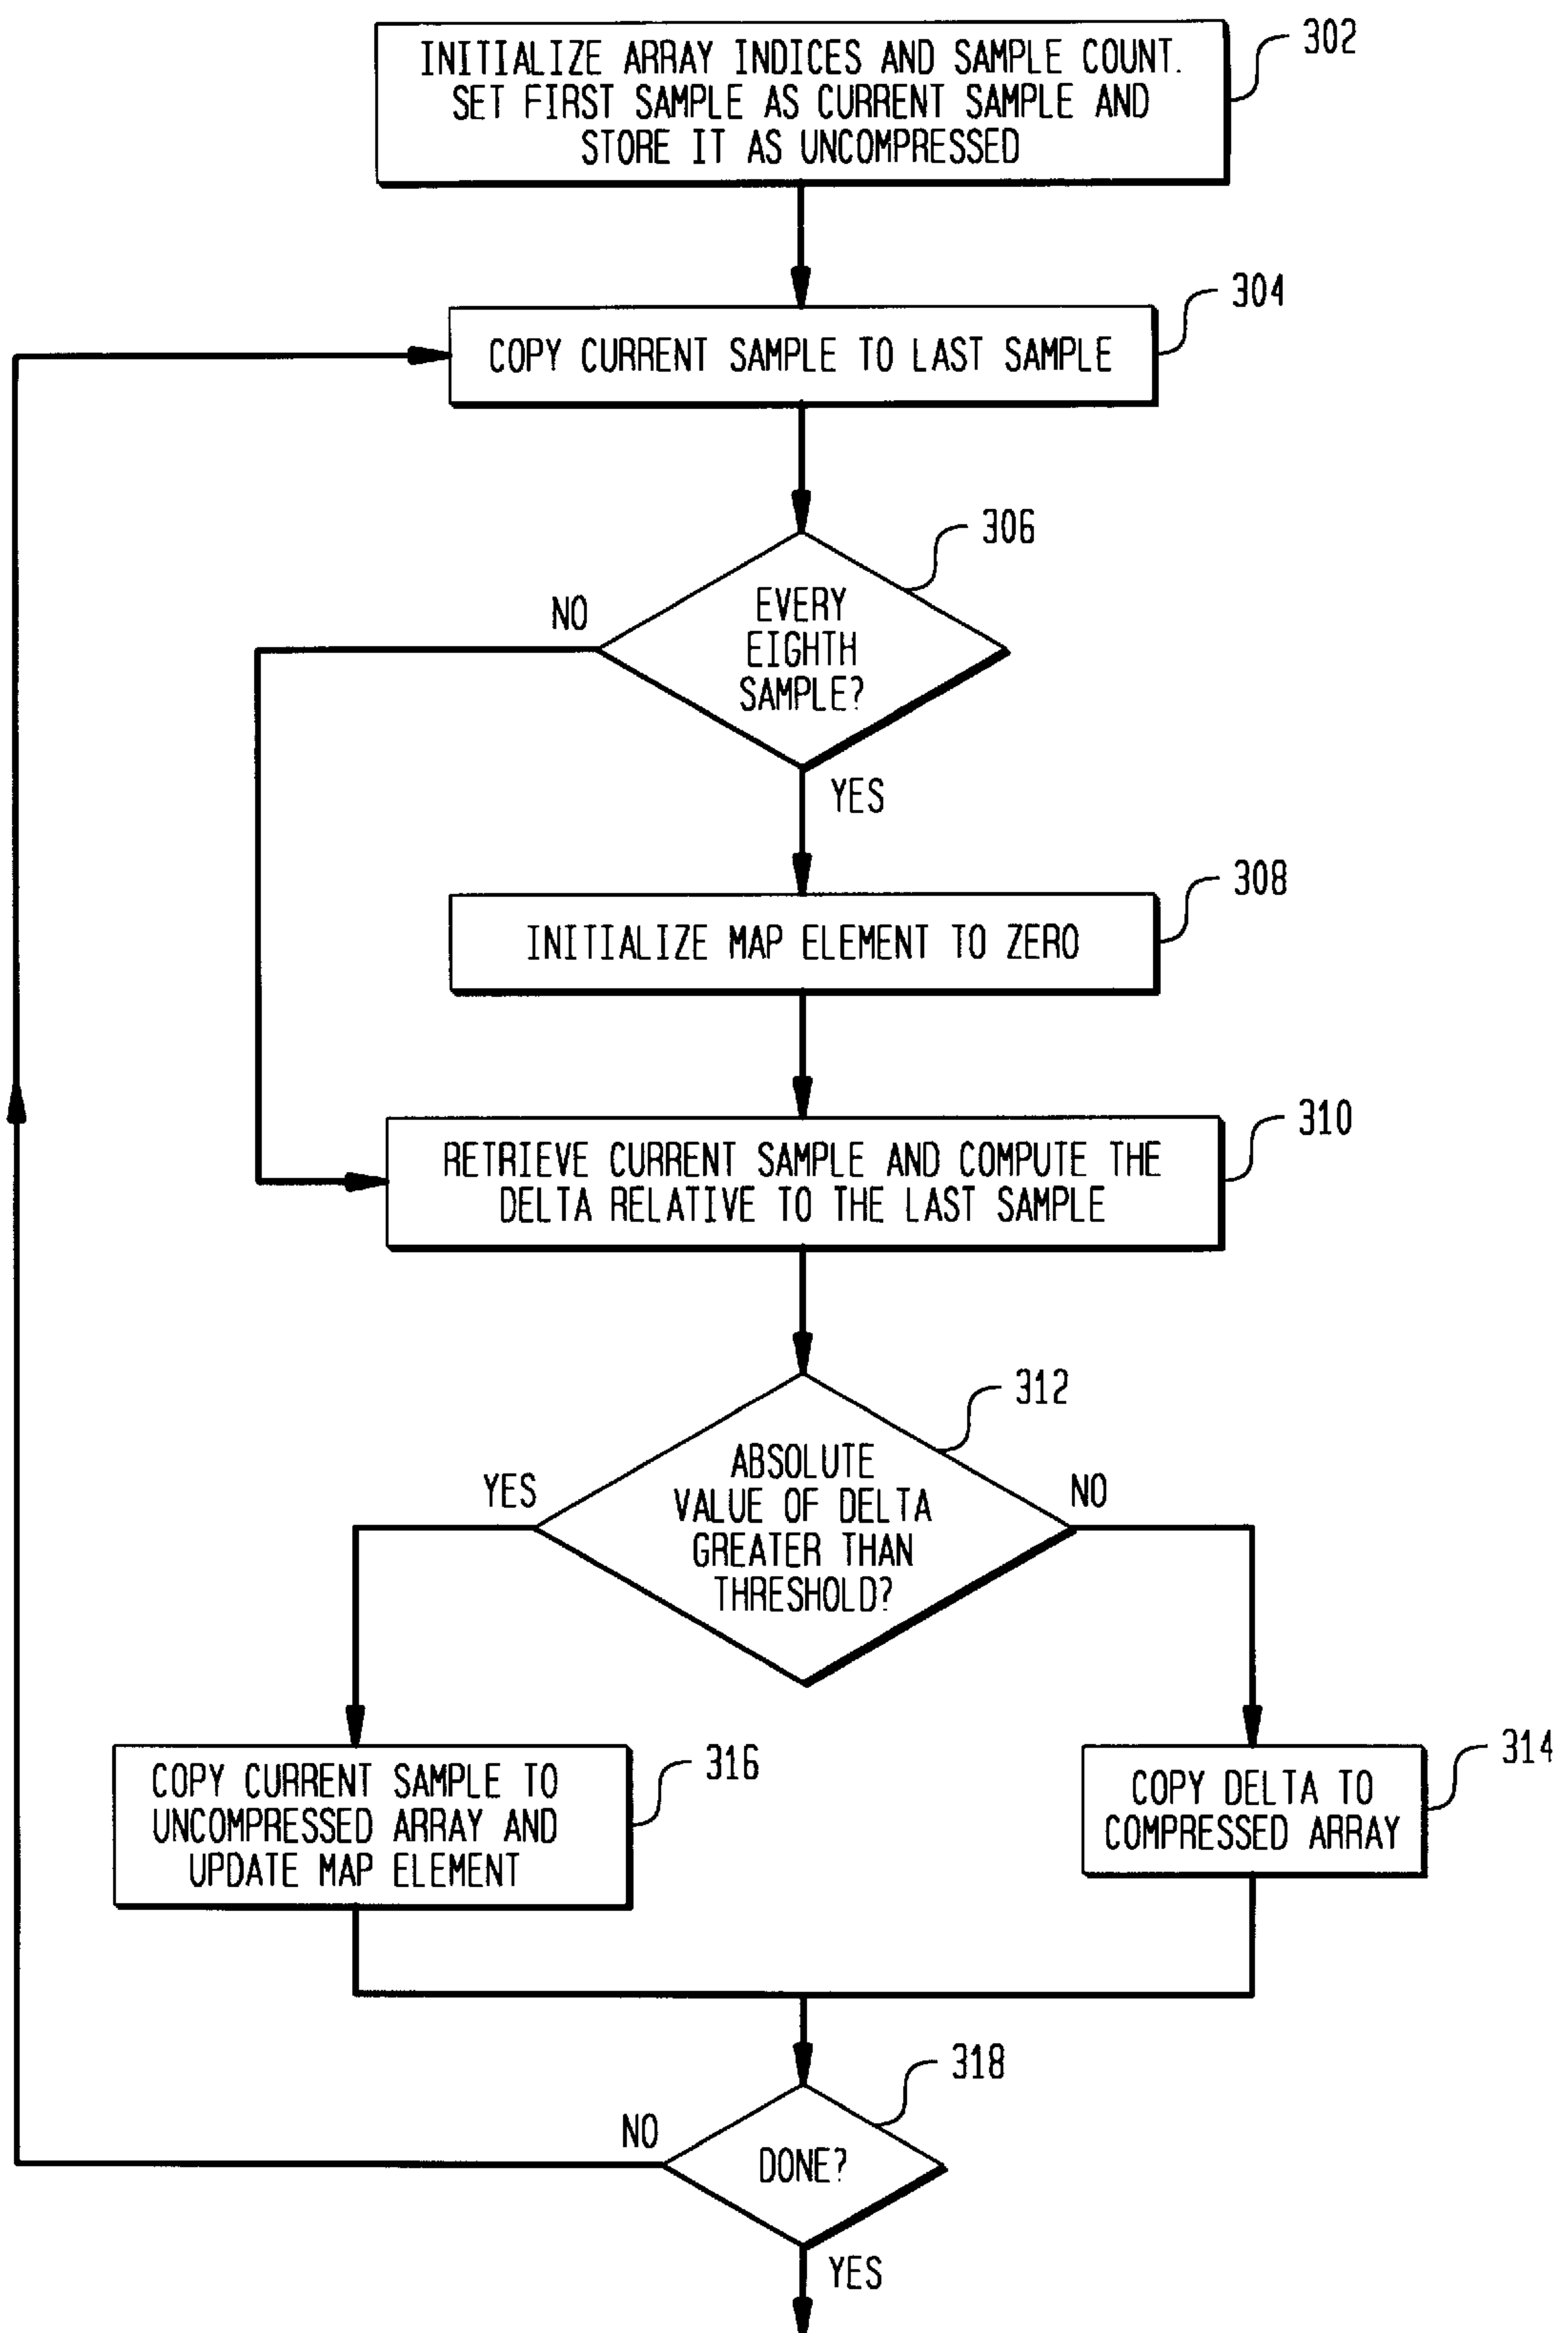 302
INITIALIZE ARRAY INDICES AND SAMPLE COUNT.
SET FIRST SAMPLE AS CURRENT SAMPLE AND
STORE IT AS UNCOMPRESSED
304
COPY CURRENT SAMPLE TO LAST SAMPLE
306
NO
EVERY
EIGHTH
SAMPLE?
YES
308
INITIALIZE MAP ELEMENT TO ZERO
310
RETRIEVE CURRENT SAMPLE AND COMPUTE THE
DELTA RELATIVE TO THE LAST SAMPLE
312
YES
ABSOLUTE
VALUE OF DELTA
GREATER THAN
THRESHOLD?
NO
316
COPY CURRENT SAMPLE TO
UNCOMPRESSED ARRAY AND
UPDATE MAP ELEMENT
314
COPY DELTA TO
COMPRESSED ARRAY
318
NO
DONE?
YES